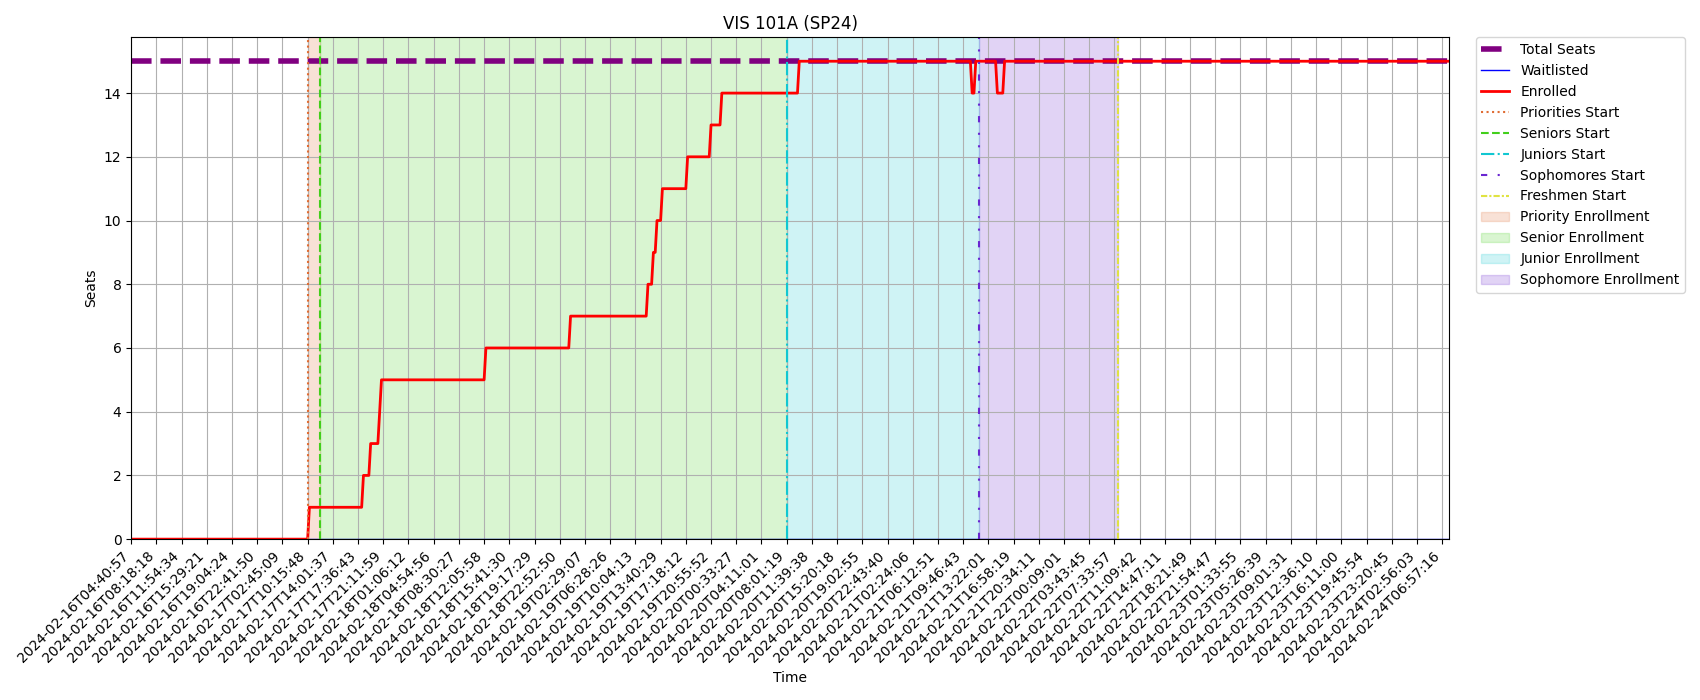 VIS 101A (SP24)
Total Seats
Waitlisted
Enrolled
Priorities Start
Seniors Start
Juniors Start
Sophomores Start
Freshmen Start
Priority Enrollment
Senior Enrollment
Junior Enrollment
Sophomore Enrollment
Seats
14
12
10
8
6
4
2
0
2024-02-16T04:40:57
2024-02-16T08:18:18
2024-02-16T11:54:34
2024-02-16T15:29:21
2024-02-16T19:04:24
2024-02-16T22:41:50
2024-02-17T02:45:09
2024-02-17T10:15:48
2024-02-17T14:01:37
2024-02-17T17:36:43
2024-02-17T21:11:59
2024-02-18T01:06:12
2024-02-18T04:54:56
2024-02-18T08:30:27
2024-02-18T12:05:58
2024-02-18T15:41:30
2024-02-18T19:17:29
2024-02-18T22:52:50
2024-02-19T02:29:07
2024-02-19T06:28:26
2024-02-19T10:04:13
2024-02-19T13:40:29
2024-02-19T17:18:12
2024-02-19T20:55:52
2024-02-20T00:33:27
2024-02-20T04:11:01
2024-02-20T08:01:19
2024-02-20T11:39:38
2024-02-20T15:20:18
2024-02-20T19:02:55
2024-02-20T22:43:40
2024-02-21T02:24:06
2024-02-21T06:12:51
2024-02-21T09:46:43
2024-02-21T13:22:01
2024-02-21T16:58:19
2024-02-21T20:34:11
2024-02-22T00:09:01
2024-02-22T03:43:45
2024-02-22T07:33:57
2024-02-22T11:09:42
2024-02-22T14:47:11
2024-02-22T18:21:49
2024-02-22T21:54:47
2024-02-23T01:33:55
2024-02-23T05:26:39
2024-02-23T09:01:31
2024-02-23T12:36:10
2024-02-23T16:11:00
2024-02-23T19:45:54
2024-02-23T23:20:45
2024-02-24T02:56:03
2024-02-24T06:57:16
Time